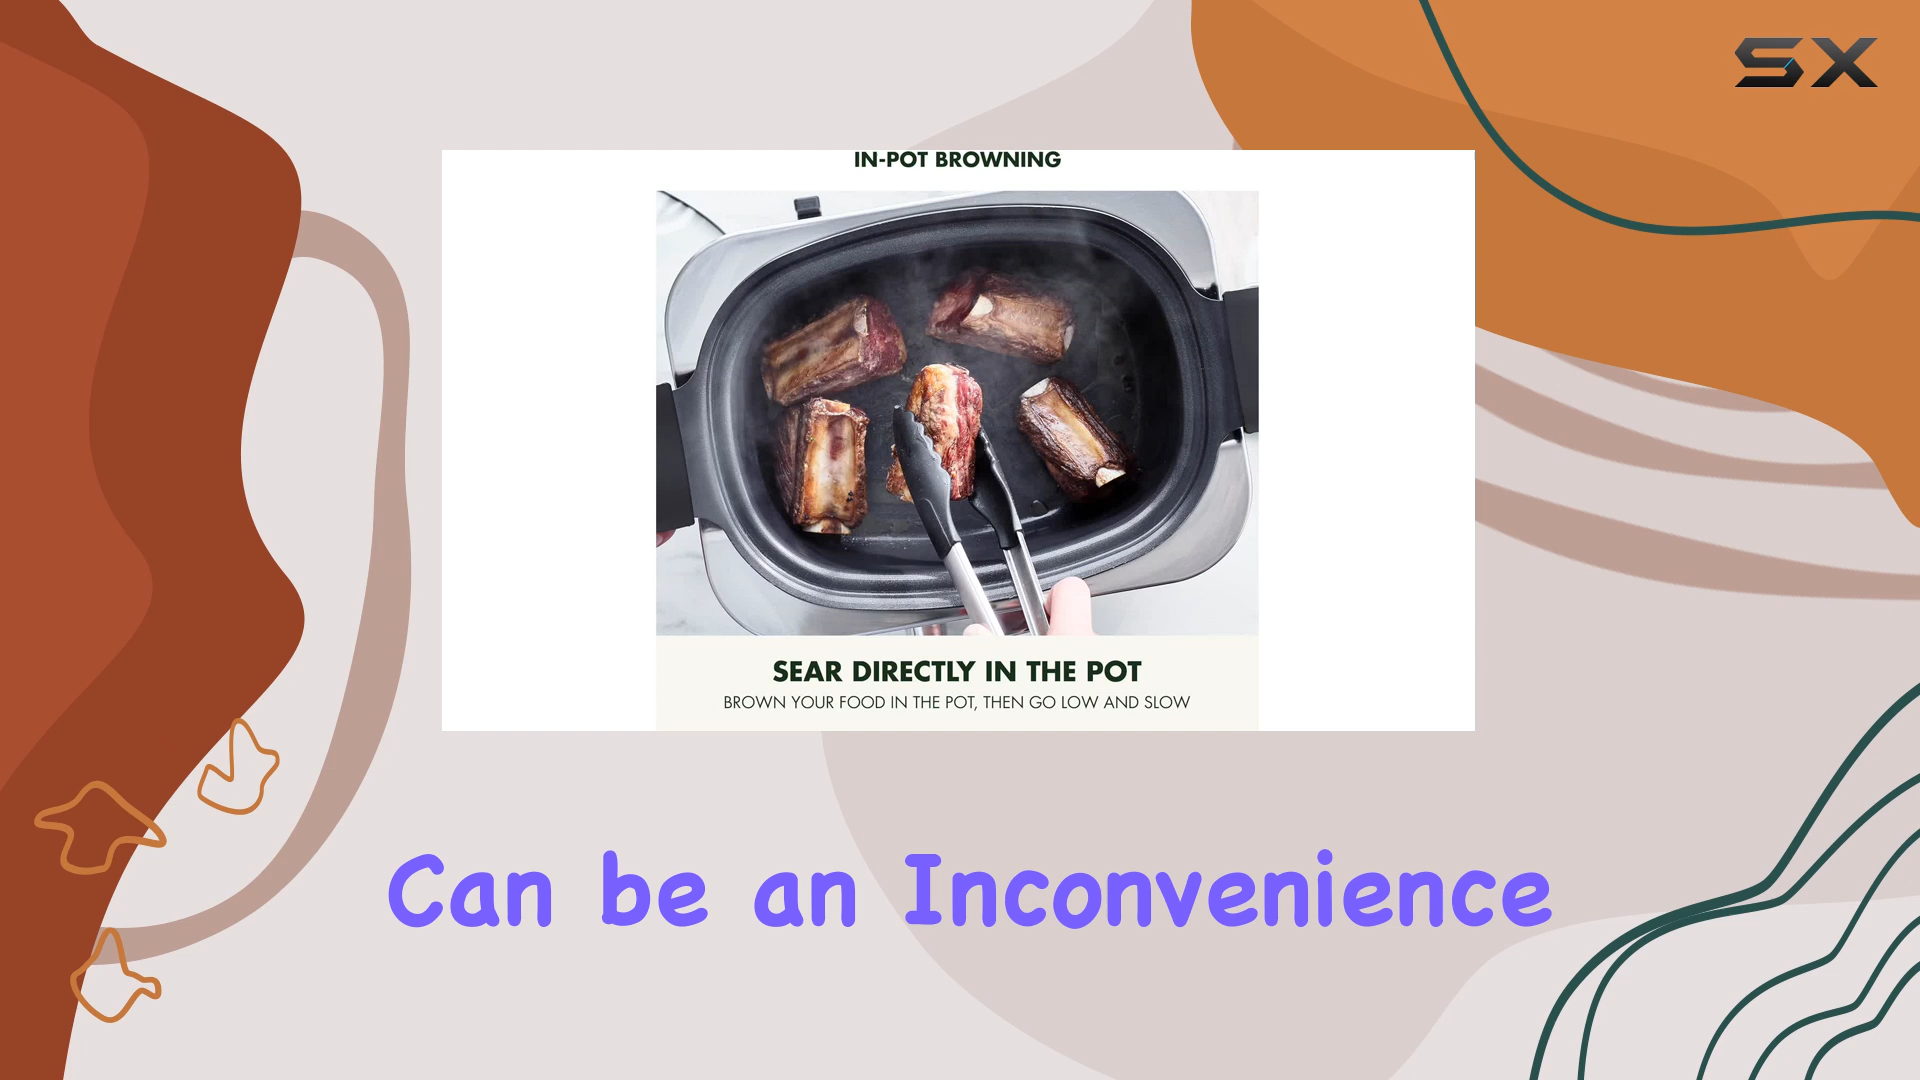 SX
IN-POT BROWNING
SEAR DIRECTLY IN THE POT
BROWN YOUR FOOD IN THE POT, THEN GO LOW AND SLOW
Can be an Inconvenience